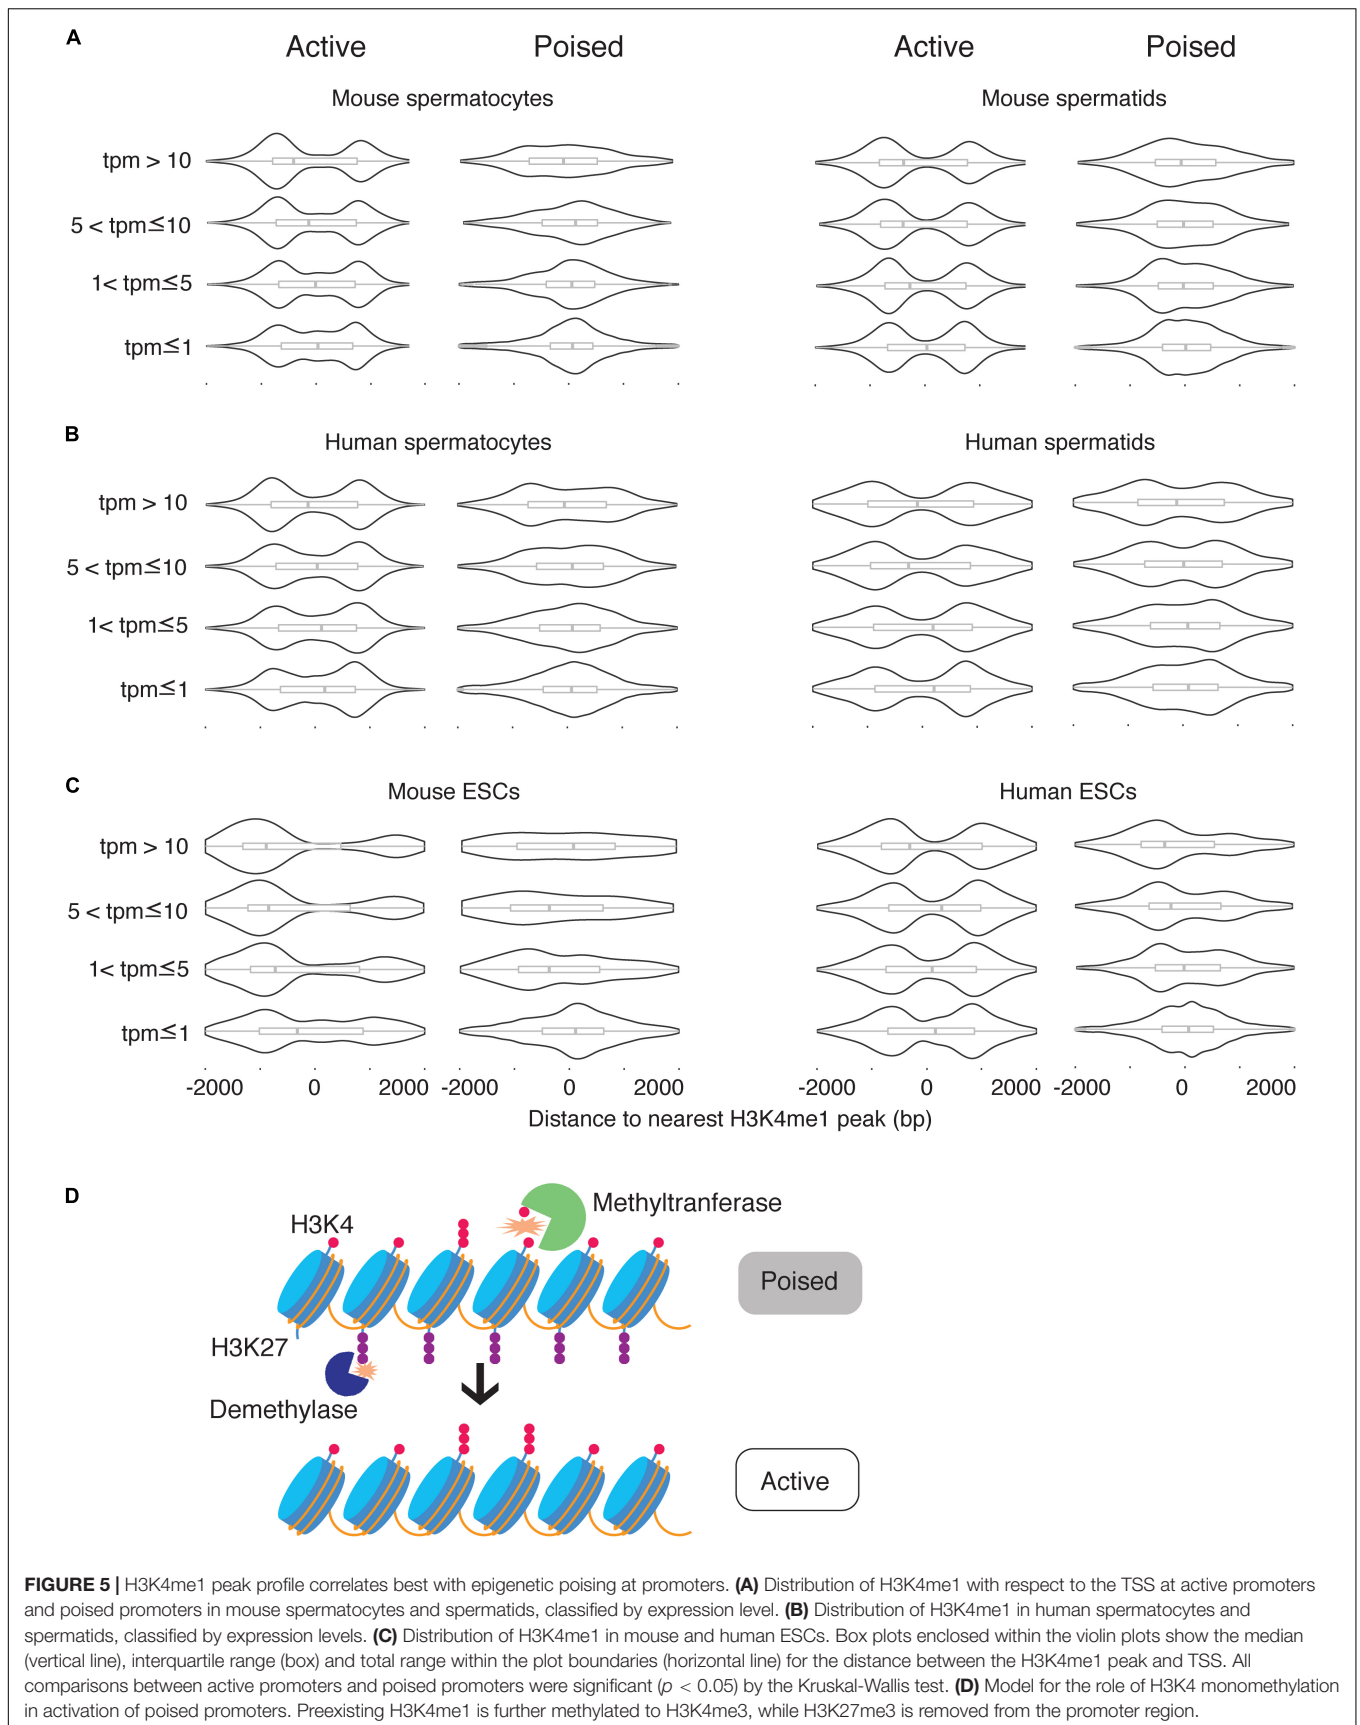 A
Active Poised Active Poised
Mouse spermatocytes Mouse spermatids
tpm > 10
5 < tpm≤10
1< tpm≤5
tpm≤1
B
Human spermatocytes Human spermatids
tpm > 10
5 < tpm≤10
1< tpm≤5
tpm≤1
C
Mouse ESCs Human ESCs
tpm > 10
5 < tpm≤10
1< tpm≤5
tpm≤1
-2000 0 2000 -2000 0 2000 -2000 0 2000 -2000 0 2000
Distance to nearest H3K4me1 peak (bp)
D
Methyltranferase
H3K4
Poised
H3K27
Demethylase
Active
FIGURE 5 | H3K4me1 peak profile correlates best with epigenetic poising at promoters. (A) Distribution of H3K4me1 with respect to the TSS at active promoters
and poised promoters in mouse spermatocytes and spermatids, classified by expression level. (B) Distribution of H3K4me1 in human spermatocytes and
spermatids, classified by expression levels. (C) Distribution of H3K4me1 in mouse and human ESCs. Box plots enclosed within the violin plots show the median
(vertical line), interquartile range (box) and total range within the plot boundaries (horizontal line) for the distance between the H3K4me1 peak and TSS. All
comparisons between active promoters and poised promoters were significant (p < 0.05) by the Kruskal-Wallis test. (D) Model for the role of H3K4 monomethylation
in activation of poised promoters. Preexisting H3K4me1 is further methylated to H3K4me3, while H3K27me3 is removed from the promoter region.